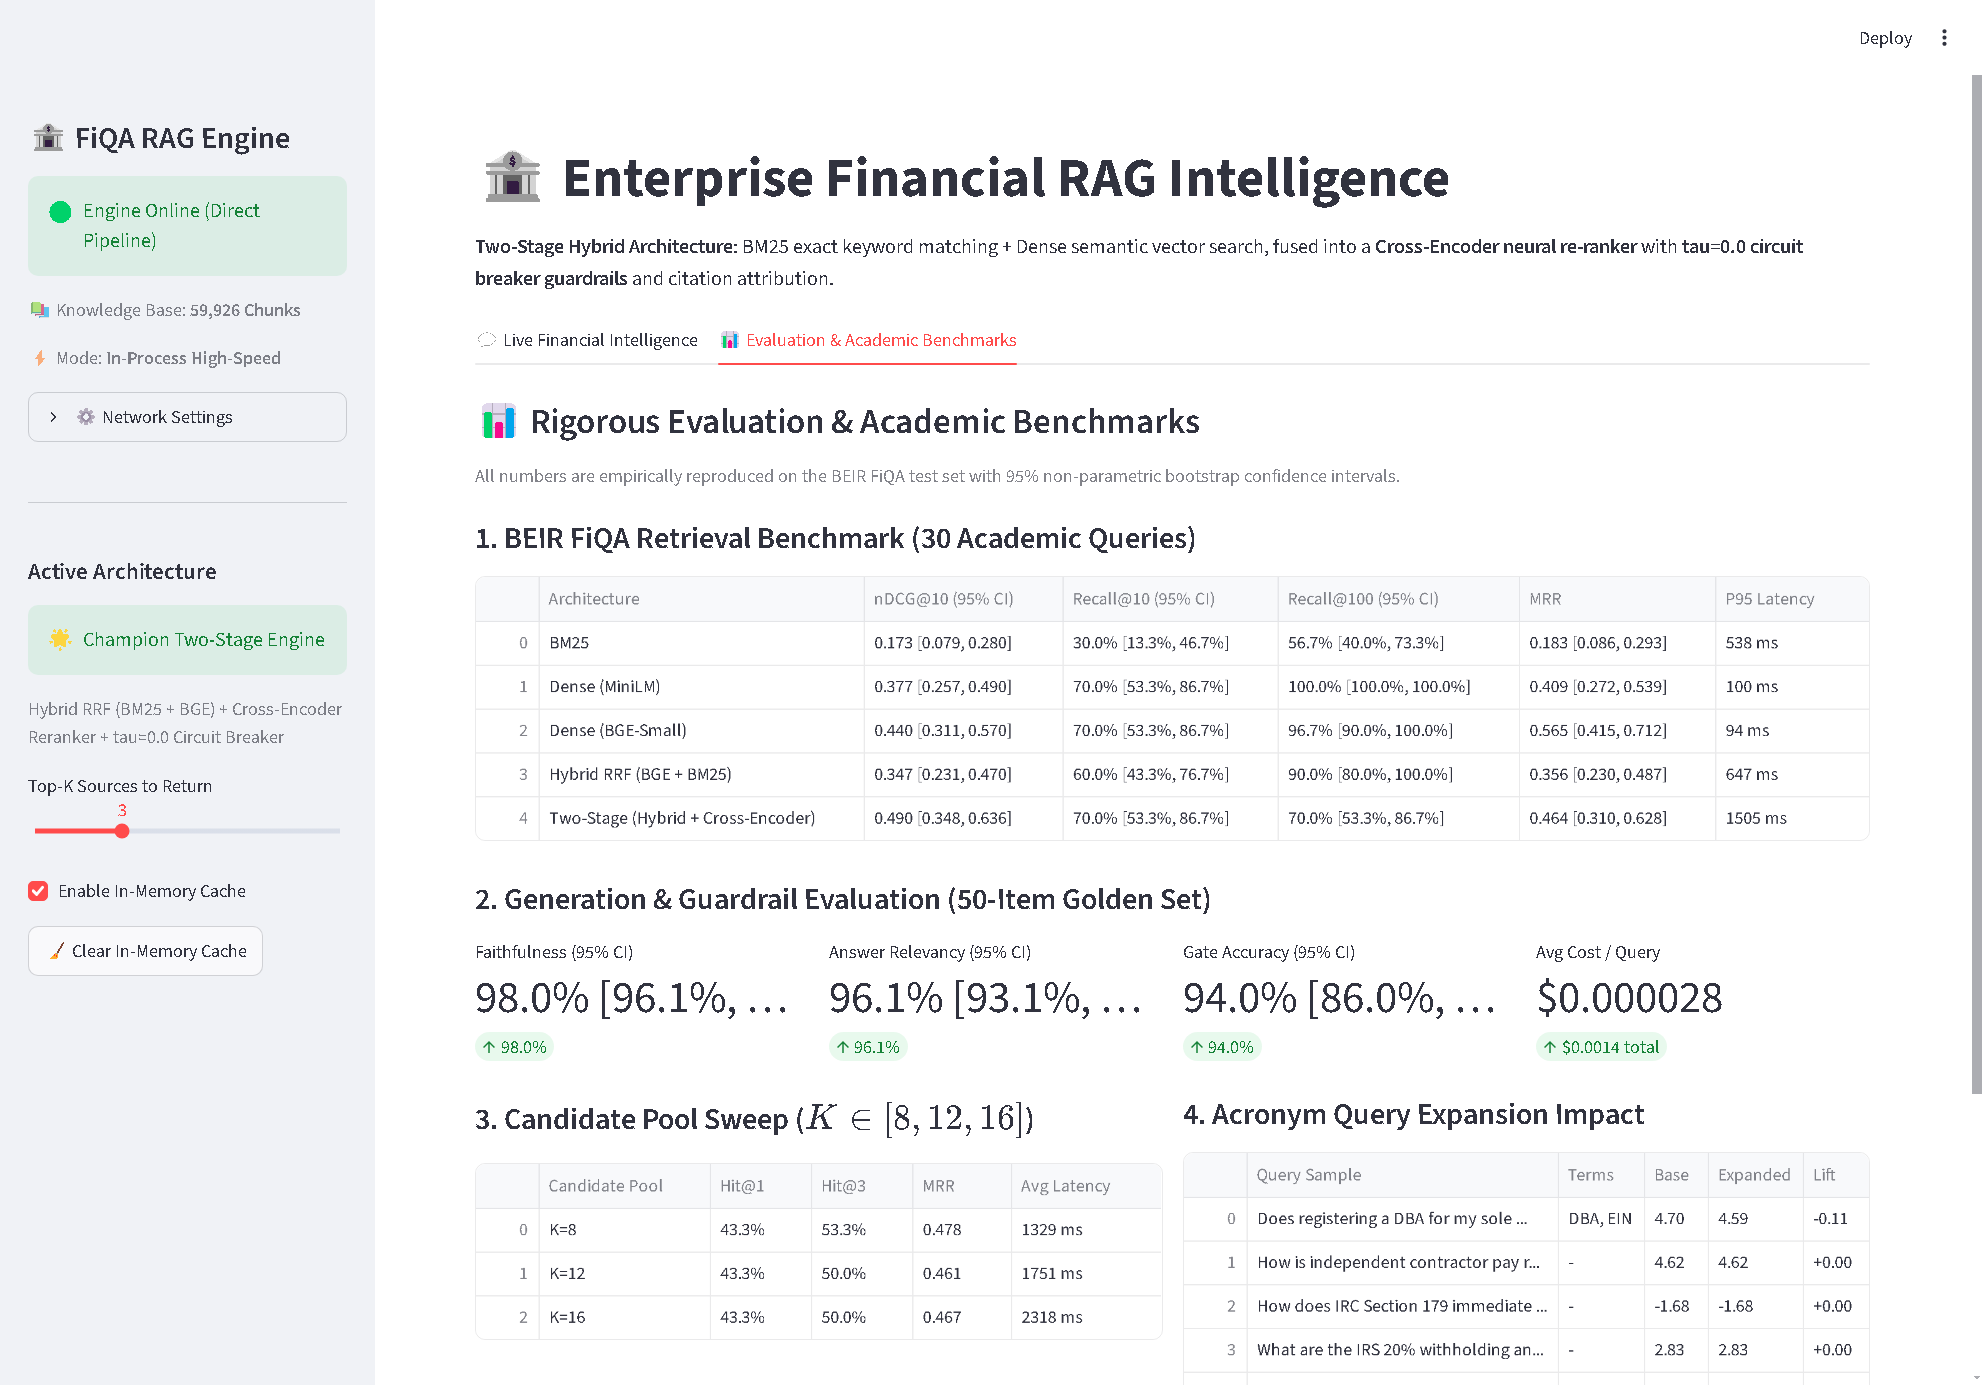 Deploy
FiQA RAG Engine
Engine Online (Direct
Pipeline)
Knowledge Base: 59,926 Chunks
Mode: In-Process High-Speed
Network Settings
Active Architecture
Champion Two-Stage Engine
Hybrid RRF (BM25 + BGE) + Cross-Encoder
Reranker + tau=0.0 Circuit Breaker
Top-K Sources to Return
3
Enable In-Memory Cache
Clear In-Memory Cache
Enterprise Financial RAG Intelligence
Two-Stage Hybrid Architecture: BM25 exact keyword matching + Dense semantic vector search, fused into a Cross-Encoder neural re-ranker with tau=0.0 circuit
breaker guardrails and citation attribution.
Live Financial Intelligence Evaluation & Academic Benchmarks
Rigorous Evaluation & Academic Benchmarks
All numbers are empirically reproduced on the BEIR FiQA test set with 95% non-parametric bootstrap confidence intervals.
1. BEIR FiQA Retrieval Benchmark (30 Academic Queries)
Architecture nDCG@10 (95% CI) Recall@10 (95% CI) Recall@100 (95% CI) MRR P95 Latency
0 BM25 0.173 [0.079, 0.280] 30.0% [13.3%, 46.7%] 56.7% [40.0%, 73.3%] 0.183 [0.086, 0.293] 538 ms
1 Dense (MiniLM) 0.377 [0.257, 0.490] 70.0% [53.3%, 86.7%] 100.0% [100.0%, 100.0%] 0.409 [0.272, 0.539] 100 ms
2 Dense (BGE-Small) 0.440 [0.311, 0.570] 70.0% [53.3%, 86.7%] 96.7% [90.0%, 100.0%] 0.565 [0.415, 0.712] 94 ms
3 Hybrid RRF (BGE + BM25) 0.347 [0.231, 0.470] 60.0% [43.3%, 76.7%] 90.0% [80.0%, 100.0%] 0.356 [0.230, 0.487] 647 ms
4 Two-Stage (Hybrid + Cross-Encoder) 0.490 [0.348, 0.636] 70.0% [53.3%, 86.7%] 70.0% [53.3%, 86.7%] 0.464 [0.310, 0.628] 1505 ms
2. Generation & Guardrail Evaluation (50-Item Golden Set)
Faithfulness (95% CI) Answer Relevancy (95% CI) Gate Accuracy (95% CI) Avg Cost / Query
98.0% [96.1%, ... 96.1% [93.1%, ... 94.0% [86.0%, ... $0.000028
↑ 98.0% ↑ 96.1% ↑ 94.0% ↑ $0.0014 total
3. Candidate Pool Sweep (K ∈ [8, 12, 16])
Candidate Pool Hit@1 Hit@3 MRR Avg Latency
0 K=8 43.3% 53.3% 0.478 1329 ms
1 K=12 43.3% 50.0% 0.461 1751 ms
2 K=16 43.3% 50.0% 0.467 2318 ms
4. Acronym Query Expansion Impact
Query Sample Terms Base Expanded Lift
0 Does registering a DBA for my sole ... DBA, EIN 4.70 4.59 -0.11
1 How is independent contractor pay r... - 4.62 4.62 +0.00
2 How does IRC Section 179 immediate ... - -1.68 -1.68 +0.00
3 What are the IRS 20% withholding an... - 2.83 2.83 +0.00